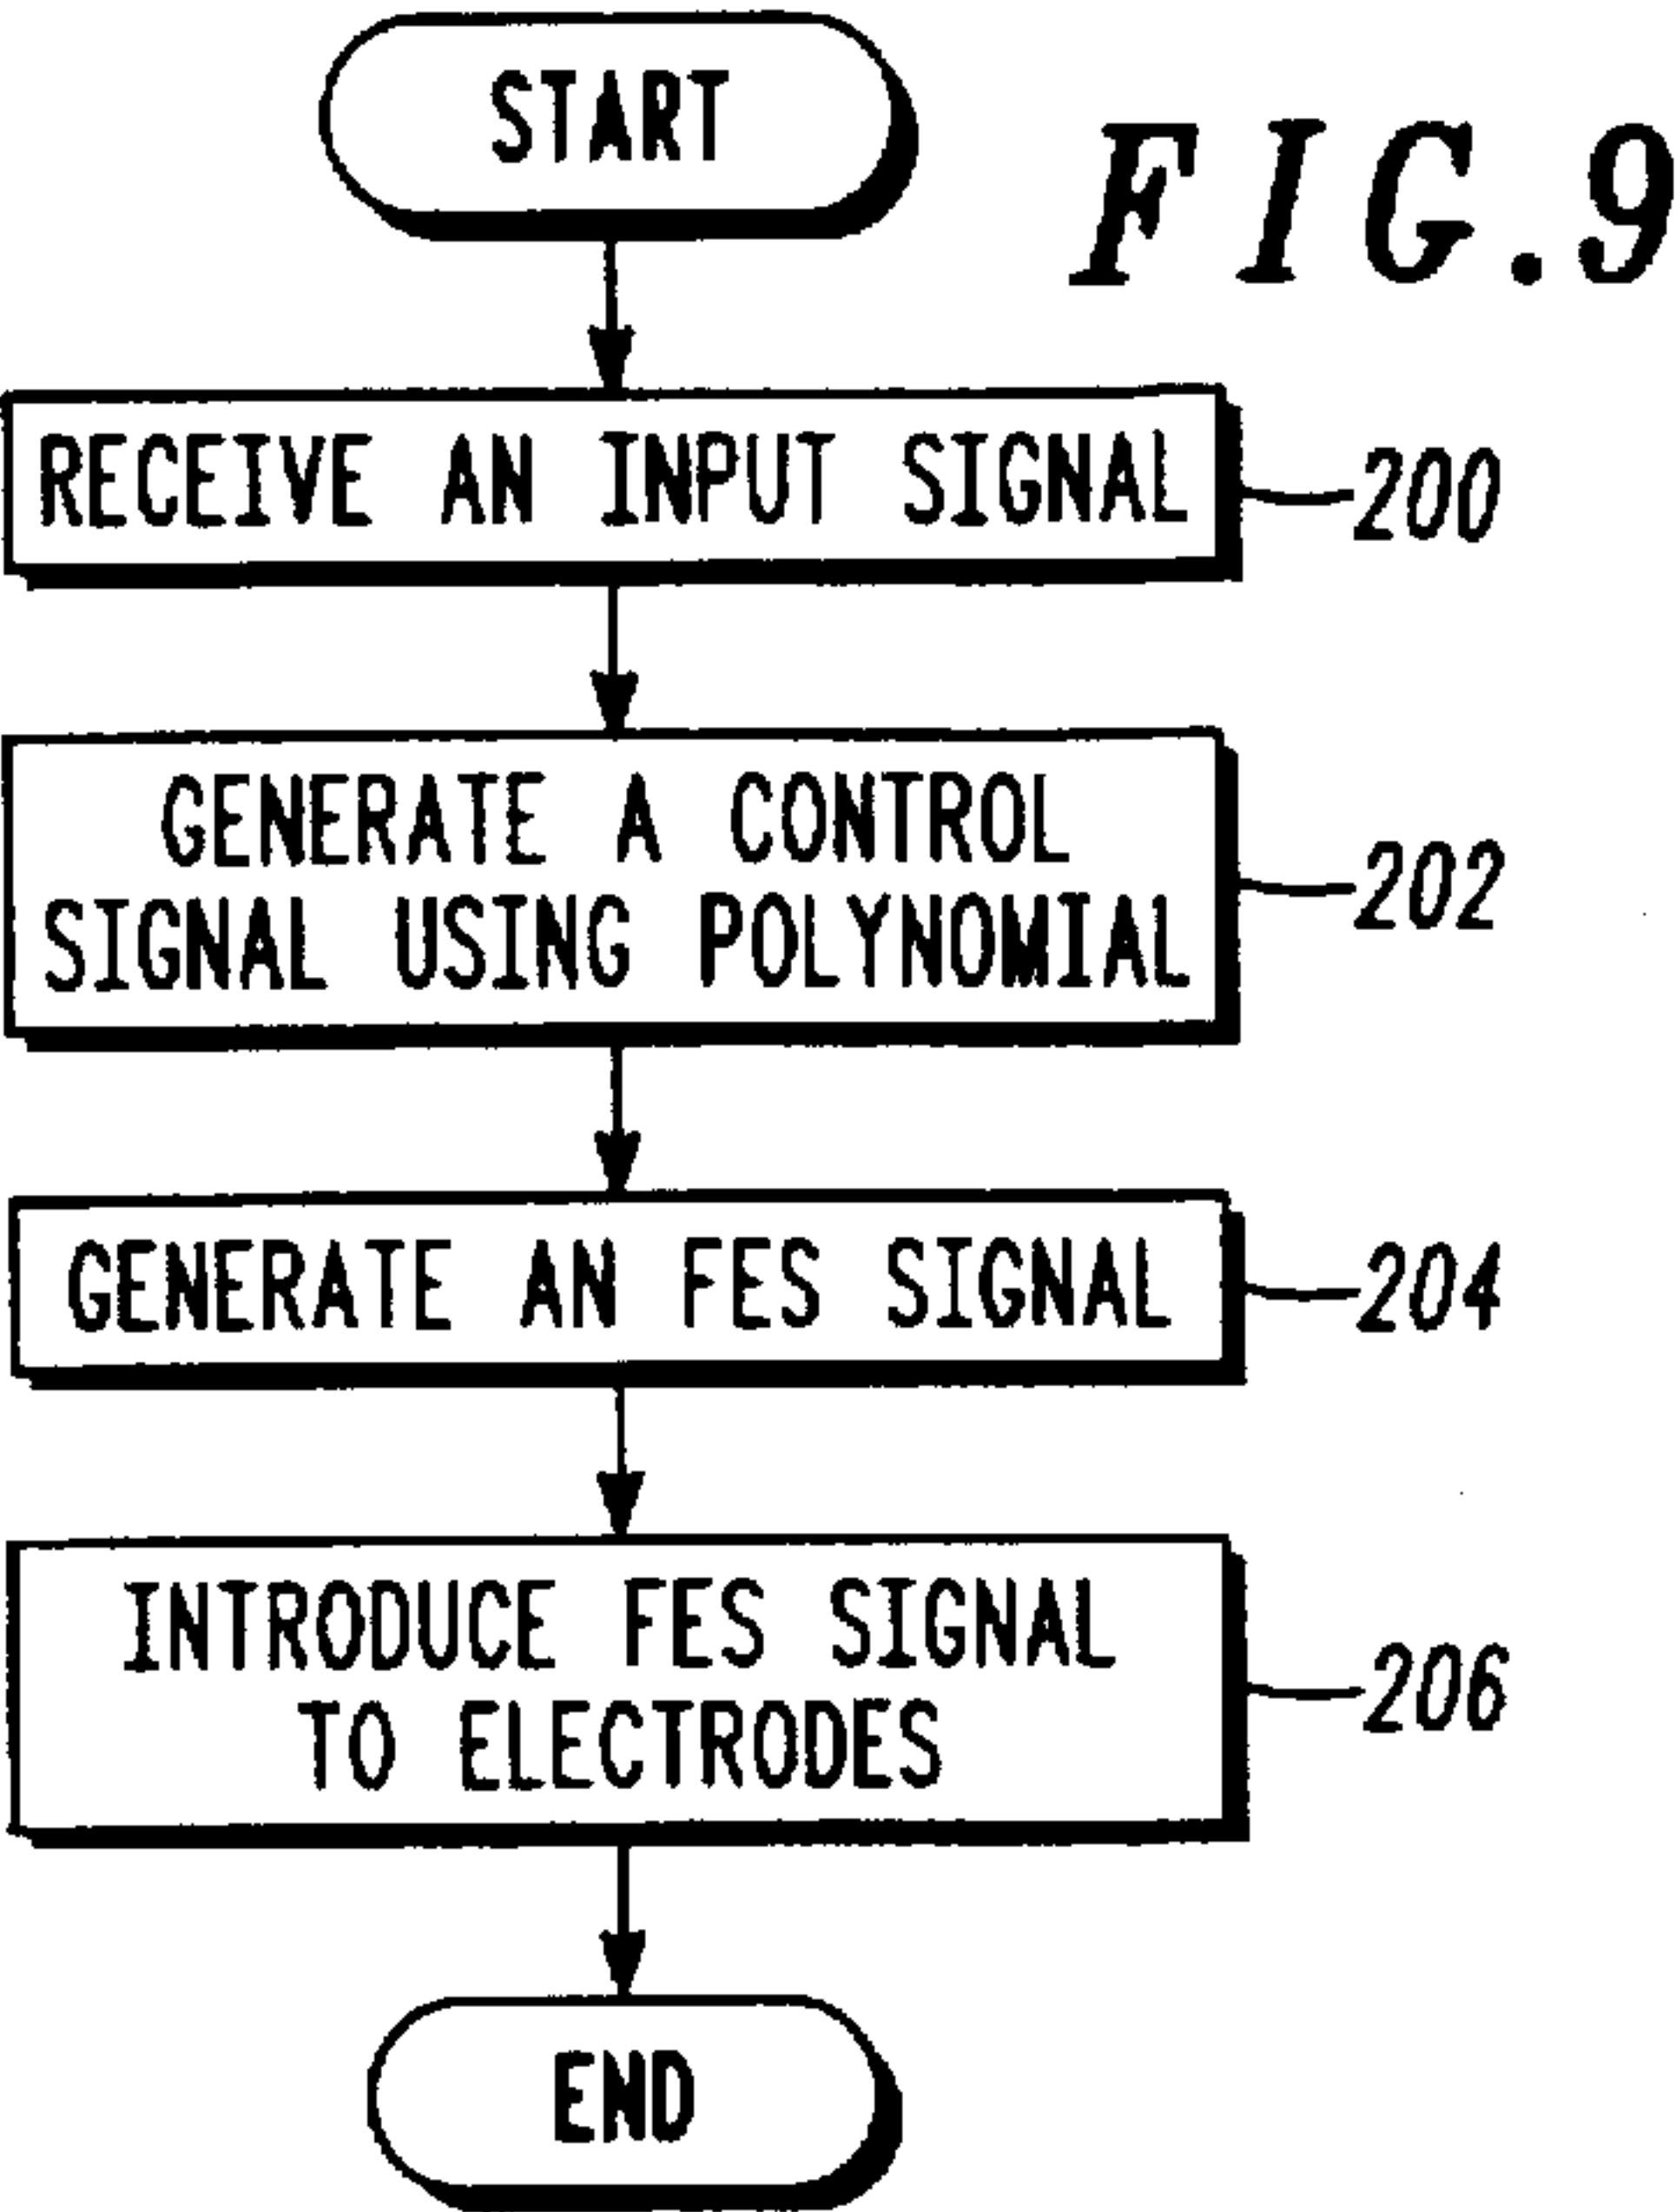 START
FIG.9
RECEIVE AN INPUT SIGNAL
200
GENERATE A CONTROL
SIGNAL USING POLYNOMIAL
202
GENERATE AN FES SIGNAL
204
INTRODUCE FES SIGNAL
TO ELECTRODES
206
END